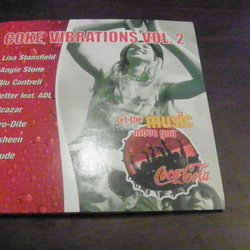 COKE VIBRATIONS VOL. 2
Lisa Stansfield
Angie Stone
Blu Cantrell
etter feat. ADL
lcazar
ro-Dite
sheen
ude
let the MUSIC
move you
Coca-Cola